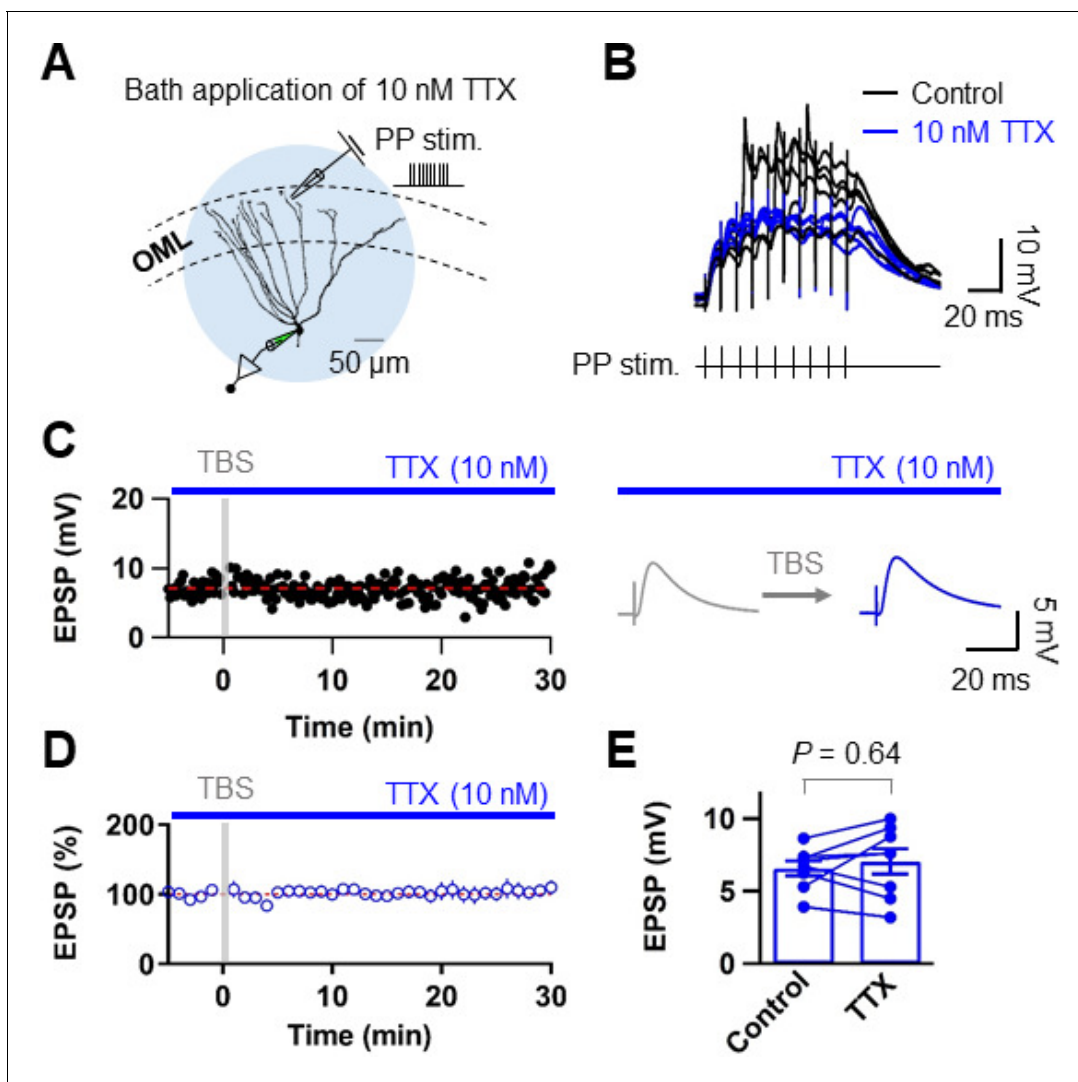 A
Bath application of 10 nM TTX
PP stim.
OML
50 µm
B
Control
10 nM TTX
10 mV
20 ms
PP stim.
C
TBS
TTX (10 nM)
20
10
0
EPSP (mV)
0
10
20
30
Time (min)
TTX (10 nM)
TBS
5 mV
20 ms
D
TBS
TTX (10 nM)
200
100
0
EPSP (%)
0
10
20
30
Time (min)
E
P = 0.64
10
5
0
EPSP (mV)
Control
TTX